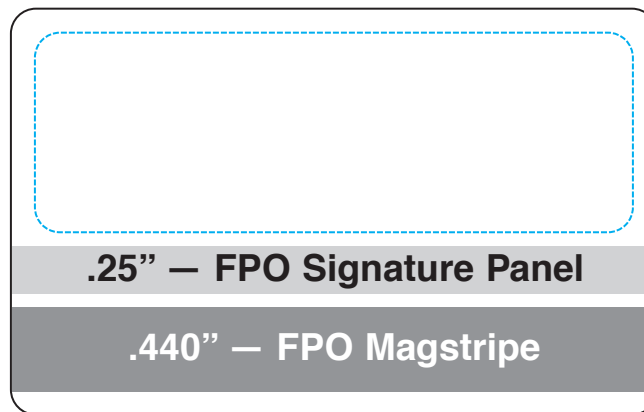 .25” — FPO Signature Panel
.440” — FPO Magstripe